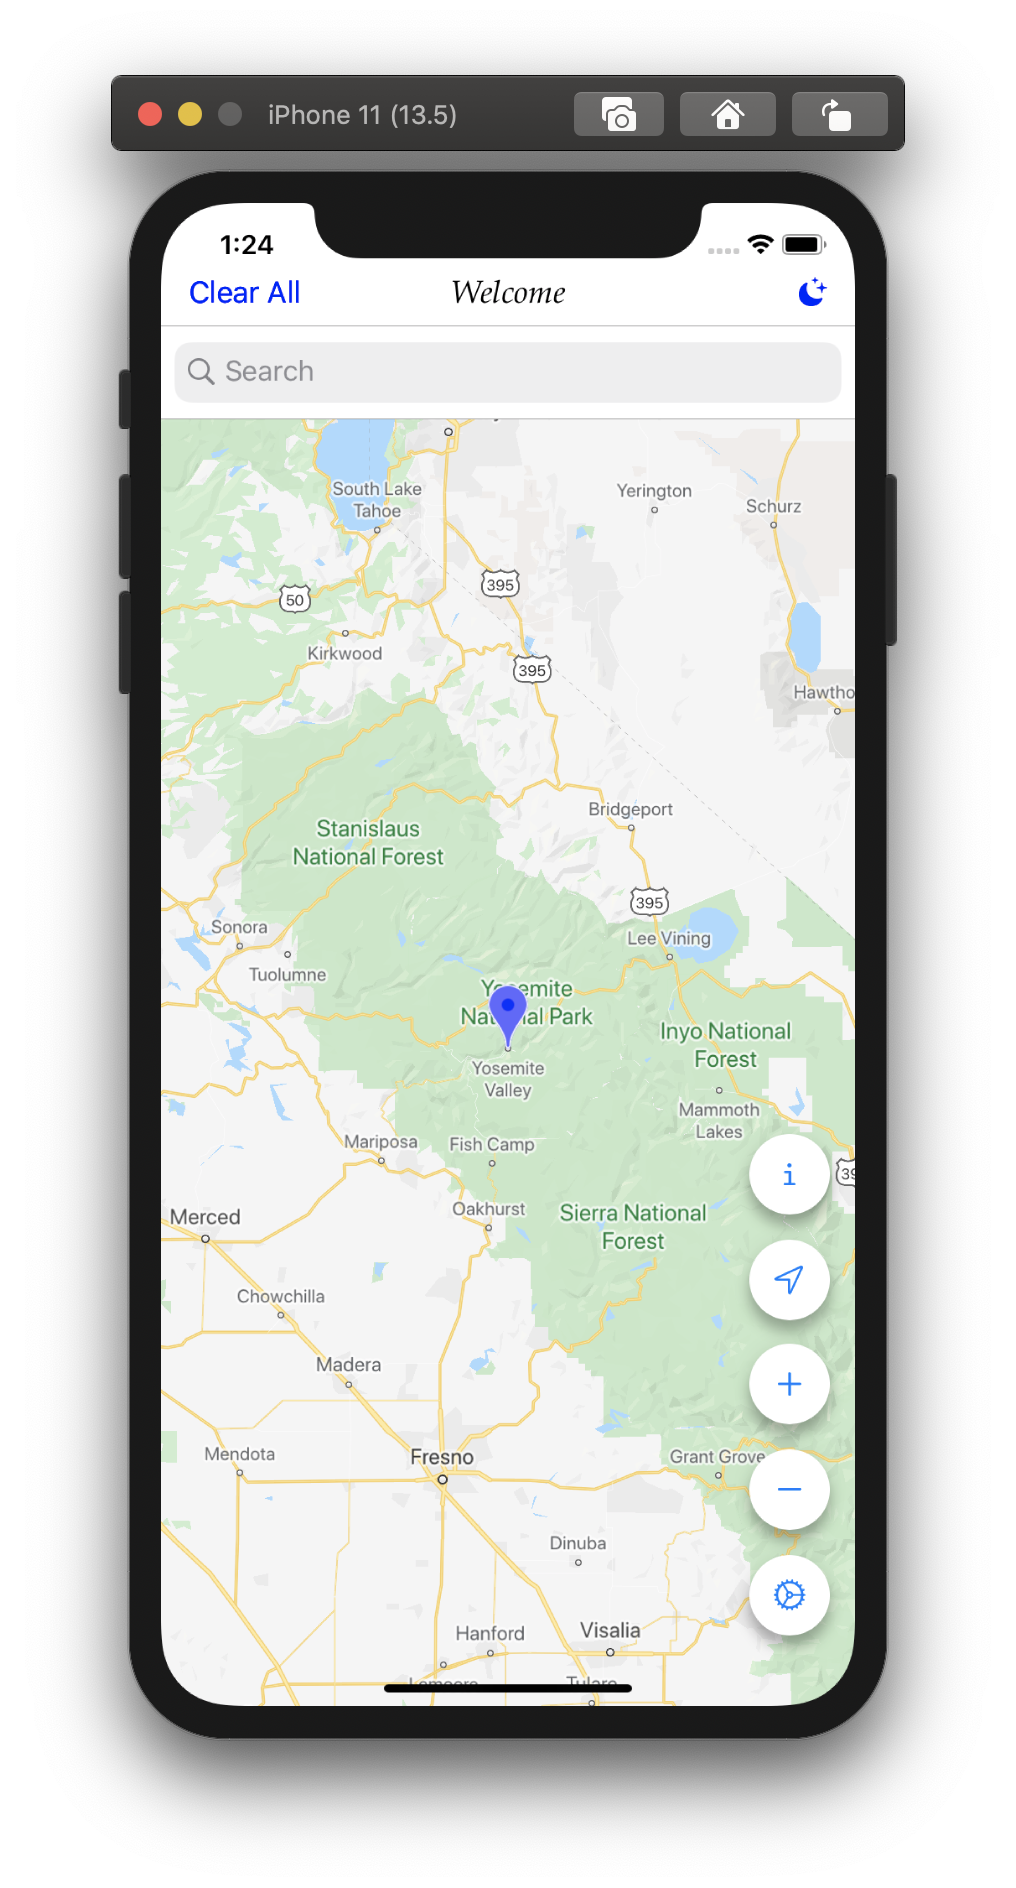 iPhone 11 (13.5)
1:24
Clear All
Welcome
Search
South Lake
Tahoe
Yerington
Schurz
395
50
Kirkwood
395
Hawtho
Bridgeport
Stanislaus
National Forest
395
Sonora
Lee Vining
Tuolumne
Yosemite
National Park
Inyo National
Forest
Yosemite
Valley
Mammoth
Lakes
Mariposa
Fish Camp
i
39
Oakhurst
Sierra National
Forest
Merced
Chowchilla
Madera
Mendota
Fresno
Grant Grove
Dinuba
Hanford
Visalia
Lemoore
Tulare